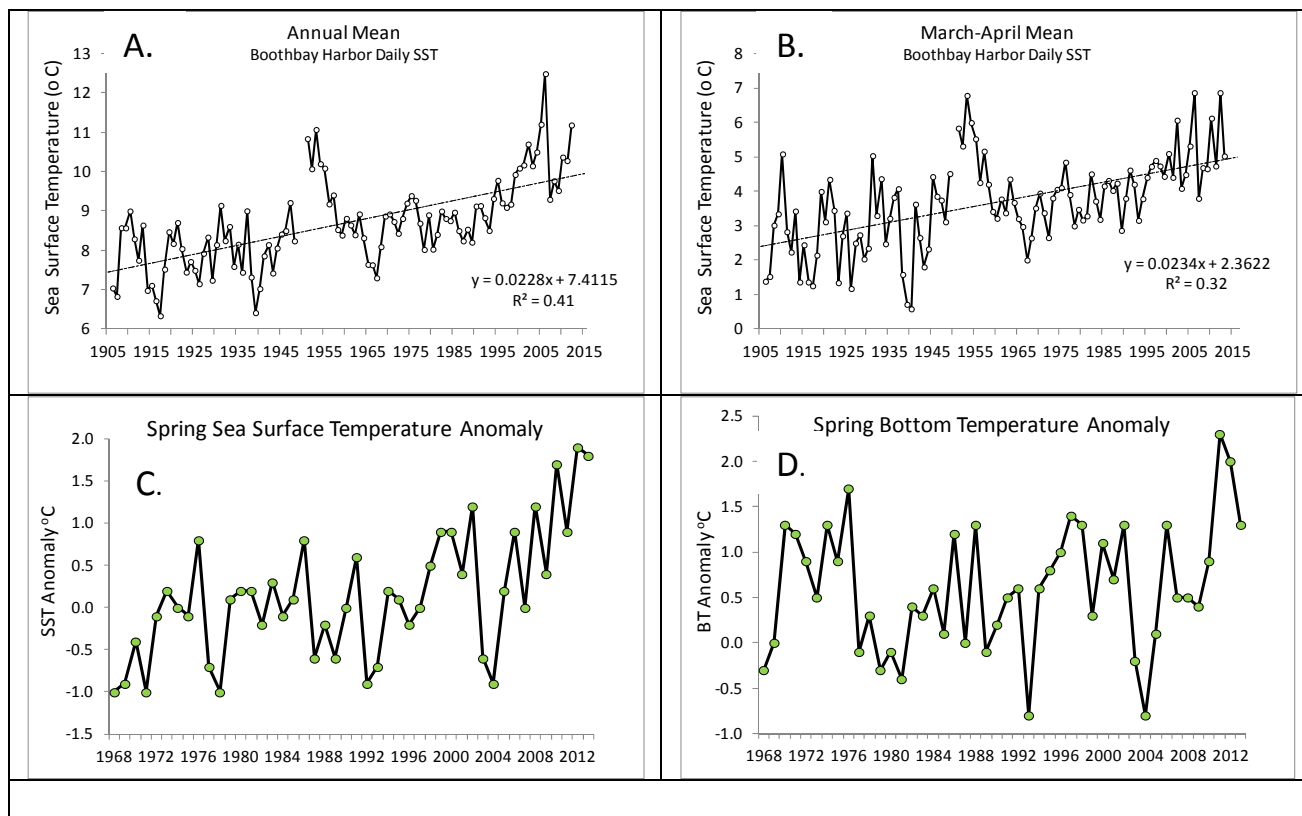 A.
Annual Mean
Boothbay Harbor Daily SST
Sea Surface Temperature (o C)
13
12
11
10
9
8
7
6
y = 0.0228x + 7.4115
R² = 0.41
1905 1915 1925 1935 1945 1955 1965 1975 1985 1995 2005 2015
B.
March-April Mean
Boothbay Harbor Daily SST
Sea Surface Temperature (o C)
8
7
6
5
4
3
2
1
0
y = 0.0234x + 2.3622
R² = 0.32
1905 1915 1925 1935 1945 1955 1965 1975 1985 1995 2005 2015
Spring Sea Surface Temperature Anomaly
C.
SST Anomaly ºC
2.0
1.5
1.0
0.5
0.0
-0.5
-1.0
-1.5
1968 1972 1976 1980 1984 1988 1992 1996 2000 2004 2008 2012
Spring Bottom Temperature Anomaly
D.
BT Anomaly ºC
2.5
2.0
1.5
1.0
0.5
0.0
-0.5
-1.0
1968 1972 1976 1980 1984 1988 1992 1996 2000 2004 2008 2012